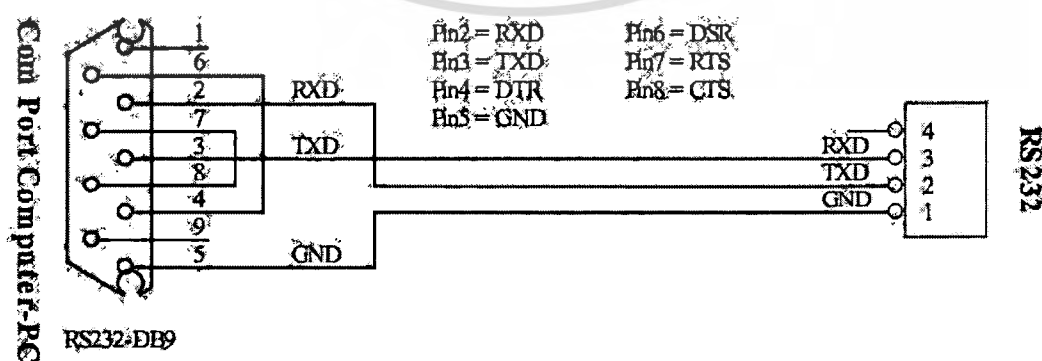 Com Port Computer-PC
1
6
2
7
3
8
4
9
5
RXD
TXD
GND
RS232-DB9
Pin2 = RXD
Pin3 = TXD
Pin4 = DTR
Pin5 = GND
Pin6 = DSR
Pin7 = RTS
Pin8 = CTS
RXD
TXD
GND
4
3
2
1
RS232